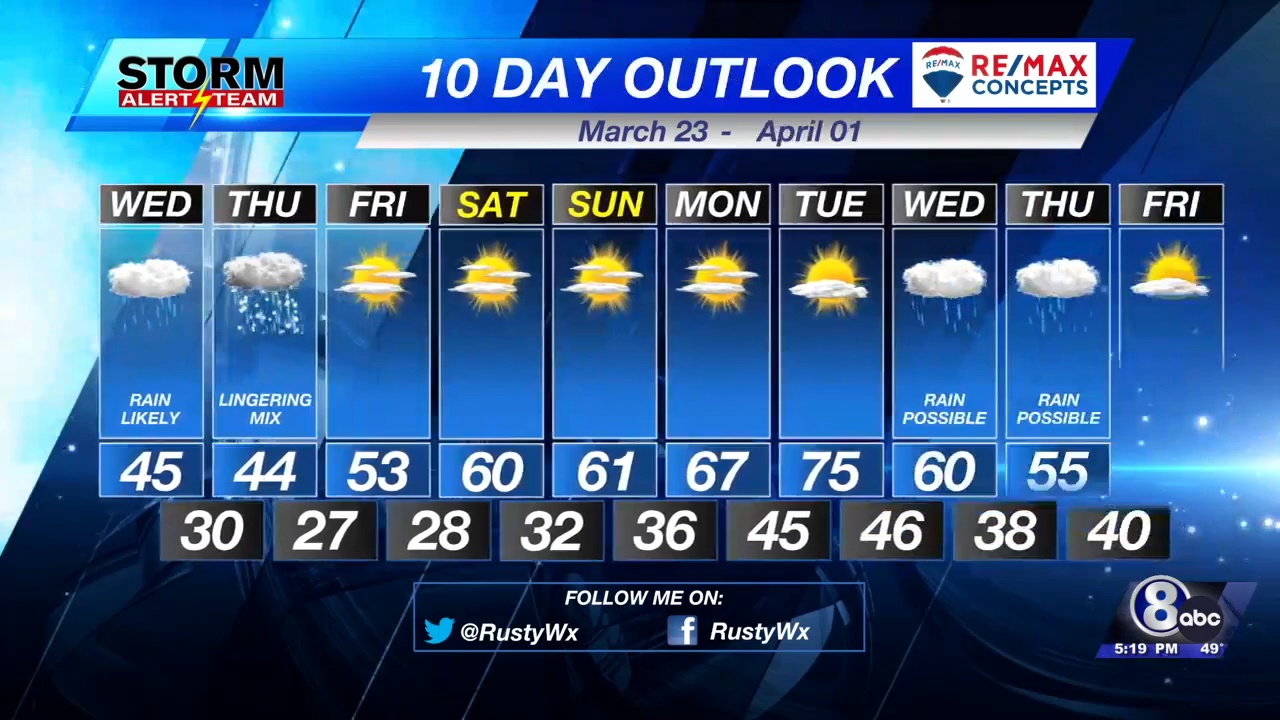 STORM
ALERT TEAM
10 DAY OUTLOOK
RE/MAX
RE/MAX
CONCEPTS
March 23 - April 01
WED THU FRI SAT SUN MON TUE WED THU FRI
RAIN LIKELY
LINGERING MIX
RAIN POSSIBLE
RAIN POSSIBLE
45 44 53 60 61 67 75 60 55
30 27 28 32 36 45 46 38 40
FOLLOW ME ON:
@RustyWx
f RustyWx
8 abc
5:19 PM 49°